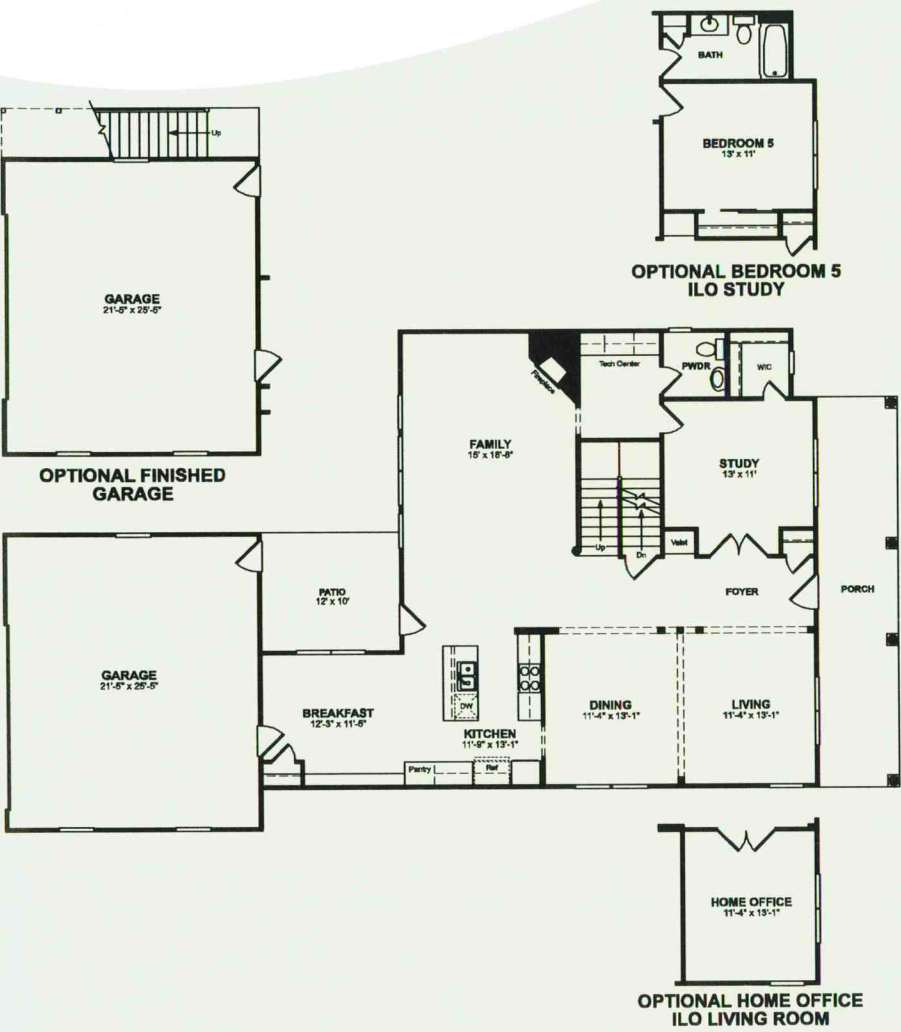 BATH
BEDROOM 5
13' x 11'
OPTIONAL BEDROOM 5
ILO STUDY
Up
GARAGE
21'-5" x 25'-5"
OPTIONAL FINISHED
GARAGE
Fireplace
Tech Center
PWDR
WIC
FAMILY
15' x 18'-8"
STUDY
13' x 11'
Up
Dn
Valet
FOYER
PORCH
PATIO
12' x 10'
GARAGE
21'-5" x 25'-5"
BREAKFAST
12'-3" x 11'-5"
DW
KITCHEN
11'-9" x 13'-1"
Pantry
Ref
DINING
11'-4" x 13'-1"
LIVING
11'-4" x 13'-1"
HOME OFFICE
11'-4" x 13'-1"
OPTIONAL HOME OFFICE
ILO LIVING ROOM